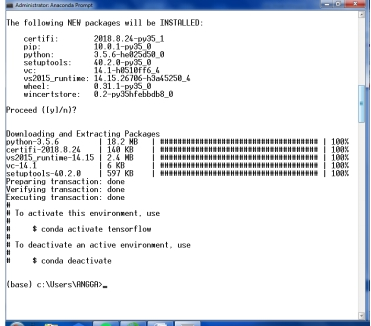 Administrator: Anaconda Prompt
The following NEW packages will be INSTALLED:
certifi: 2018.8.24-py35_1
pip: 10.0.1-py35_0
python: 3.5.6-he025d50_0
setuptools: 40.2.0-py35_0
vc: 14.1-h0510ff6_4
vs2015_runtime: 14.15.26706-h3a45250_4
wheel: 0.31.1-py35_0
wincertstore: 0.2-py35hfebbdb8_0
Proceed ([y]/n)?
Downloading and Extracting Packages
python-3.5.6 | 18.2 MB | ##################################### | 100%
certifi-2018.8.24 | 140 KB | ##################################### | 100%
vs2015_runtime-14.15 | 2.4 MB | ##################################### | 100%
vc-14.1 | 6 KB | ##################################### | 100%
setuptools-40.2.0 | 597 KB | ##################################### | 100%
Preparing transaction: done
Verifying transaction: done
Executing transaction: done
#
# To activate this environment, use
#
# $ conda activate tensorflow
#
# To deactivate an active environment, use
#
# $ conda deactivate
(base) c:\Users\ANGGA>_